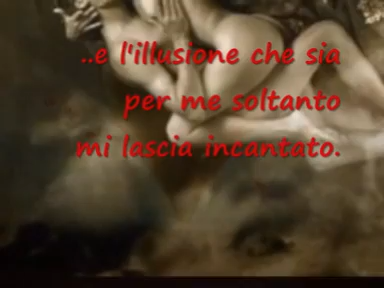 ..e l'illusione che sia
per me soltanto
mi lascia incantato.